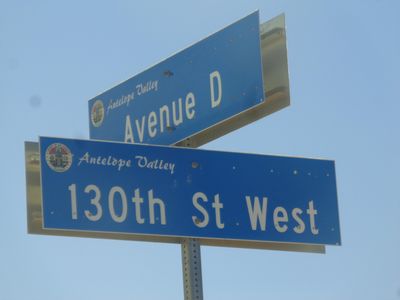 Antelope Valley
Avenue D
Antelope Valley
130th St West